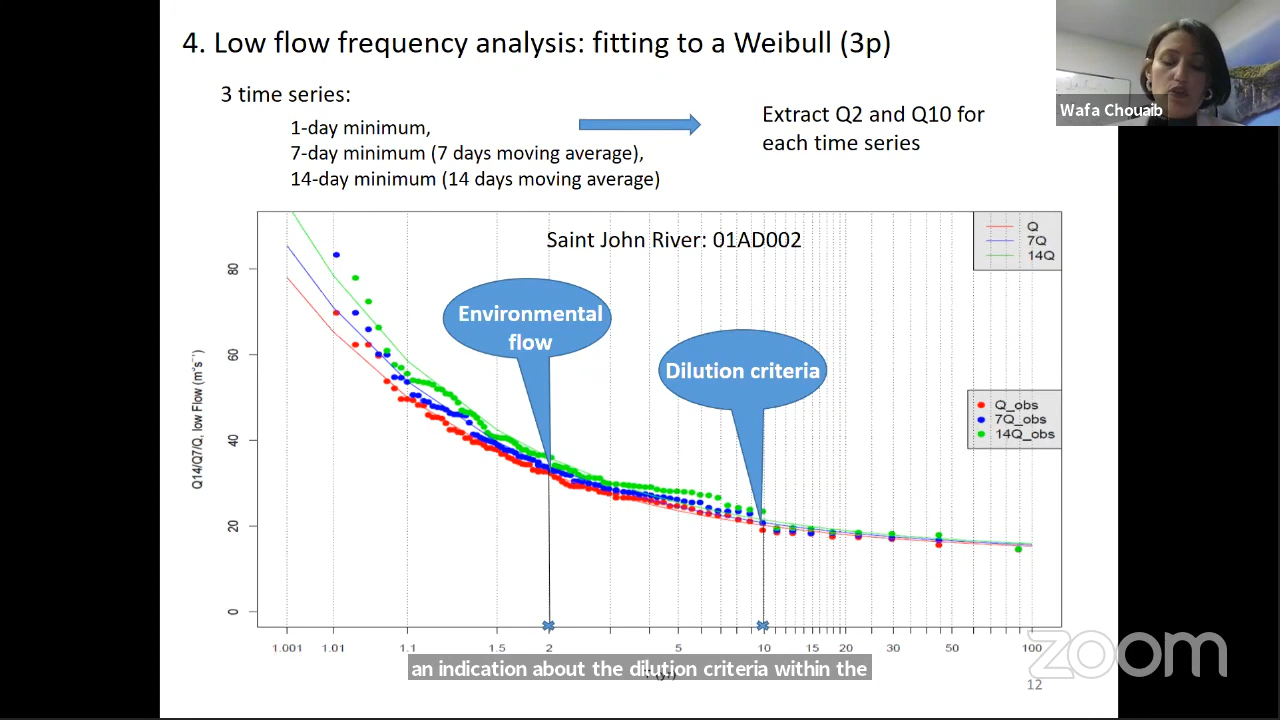 4. Low flow frequency analysis: fitting to a Weibull (3p)
Wafa Chouaib
3 time series:
1-day minimum,
7-day minimum (7 days moving average),
14-day minimum (14 days moving average)
Extract Q2 and Q10 for
each time series
Saint John River: 01AD002
Q
7Q
14Q
Environmental
flow
Dilution criteria
Q_obs
7Q_obs
14Q_obs
Q14/Q7/Q, low Flow (m³s⁻¹)
80
60
40
20
0
1.001 1.01 1.1 1.5 2 5 10 15 20 30 50 100
an indication about the dilution criteria within the
zoom
12